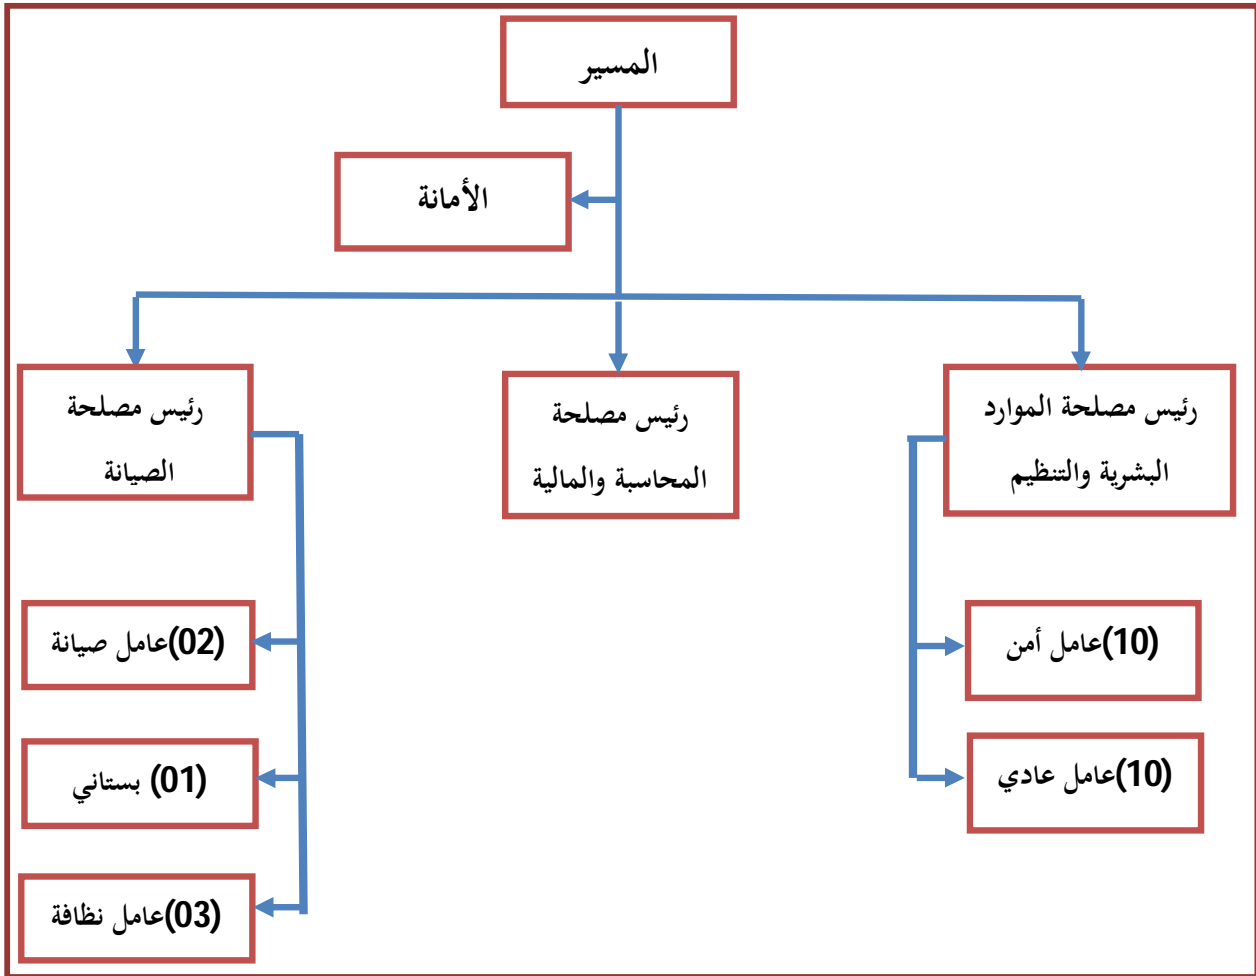 المسير
الأمانة
رئيس مصلحة الموارد
البشرية والتنظيم
رئيس مصلحة
المحاسبة والمالية
رئيس مصلحة
الصيانة
(10)عامل أمن
(10)عامل عادي
(02)عامل صيانة
(01) بستاني
(03)عامل نظافة